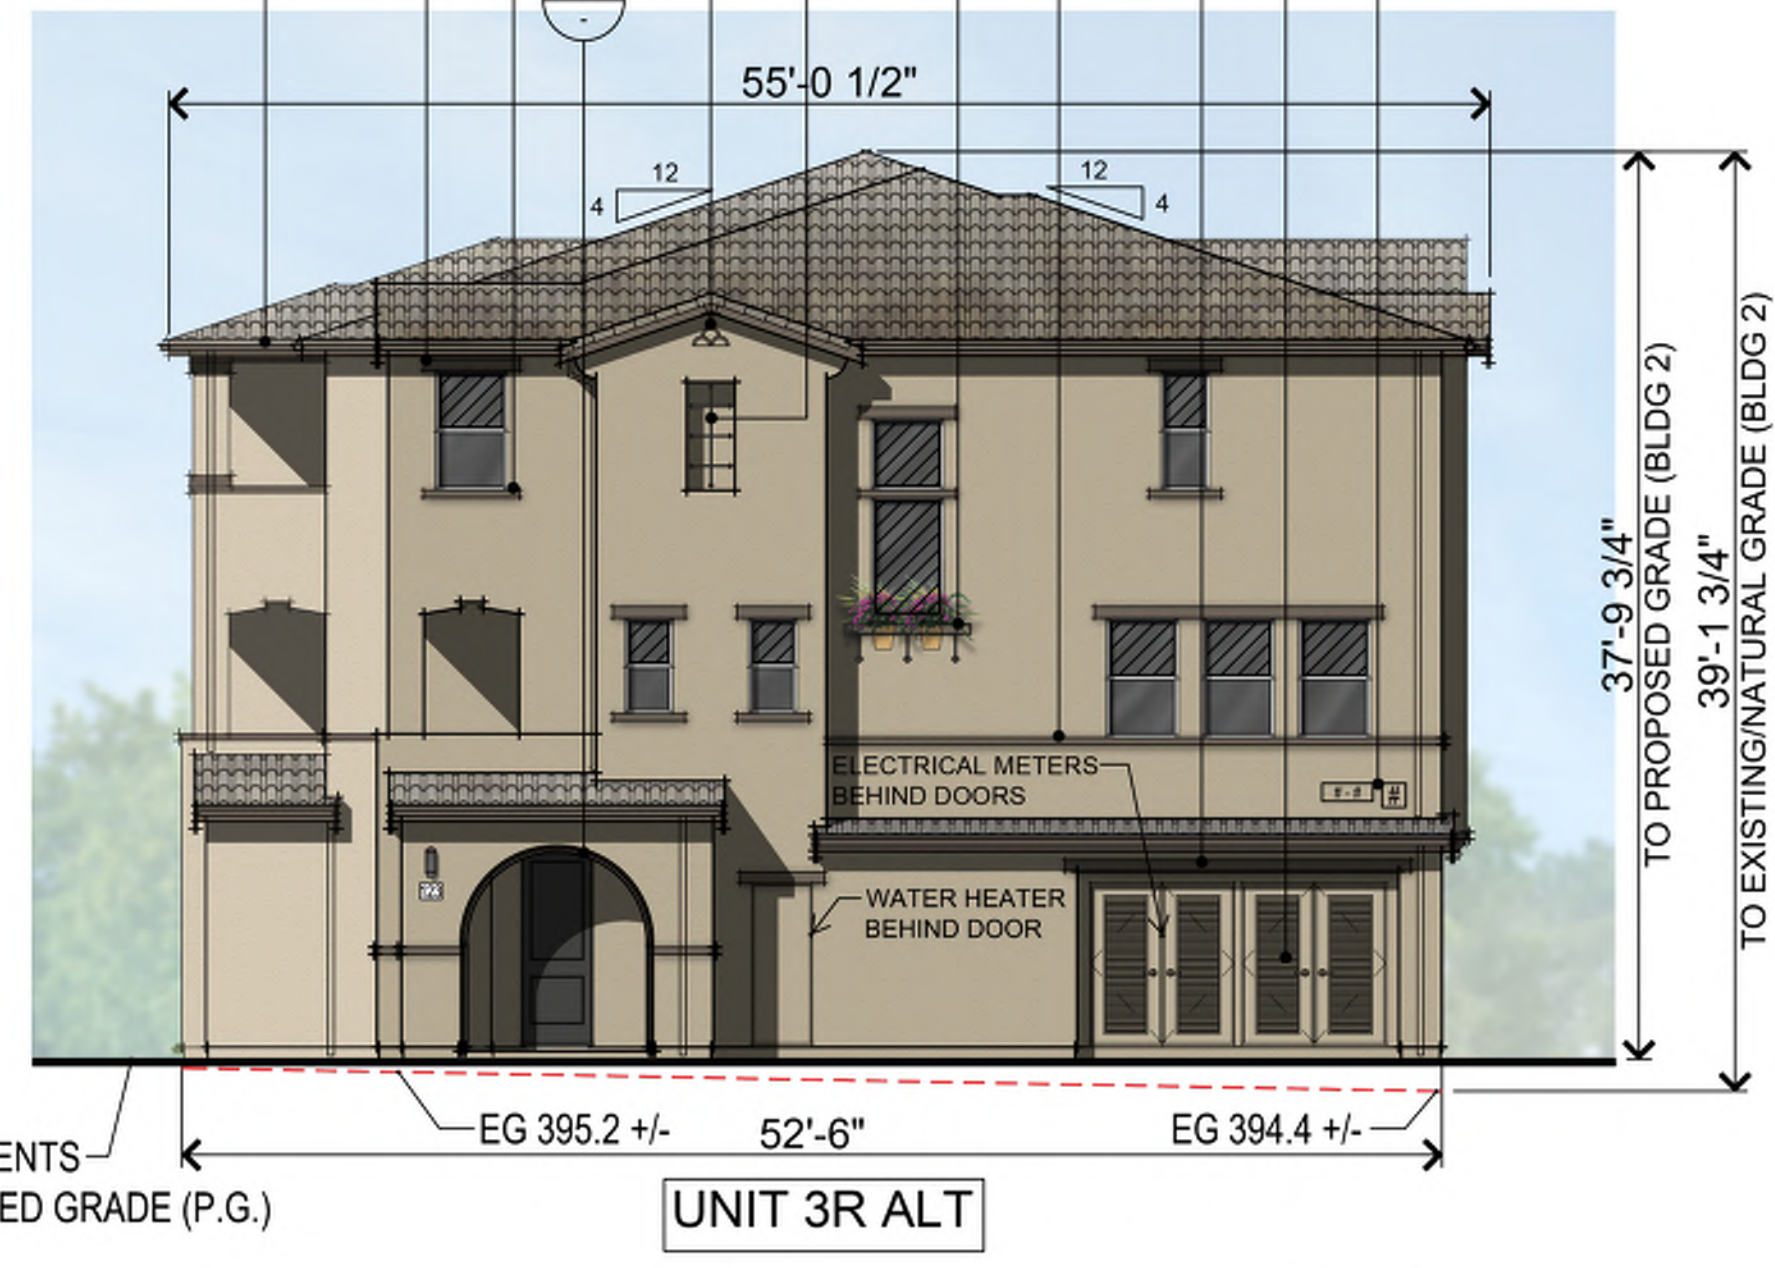 -
55'-0 1/2"
12
4
12
4
37'-9 3/4"
TO PROPOSED GRADE (BLDG 2)
39'-1 3/4"
TO EXISTING/NATURAL GRADE (BLDG 2)
ELECTRICAL METERS
BEHIND DOORS
#-#
#
123
WATER HEATER
BEHIND DOOR
EG 395.2 +/-
52'-6"
EG 394.4 +/-
ENTS
ED GRADE (P.G.)
UNIT 3R ALT